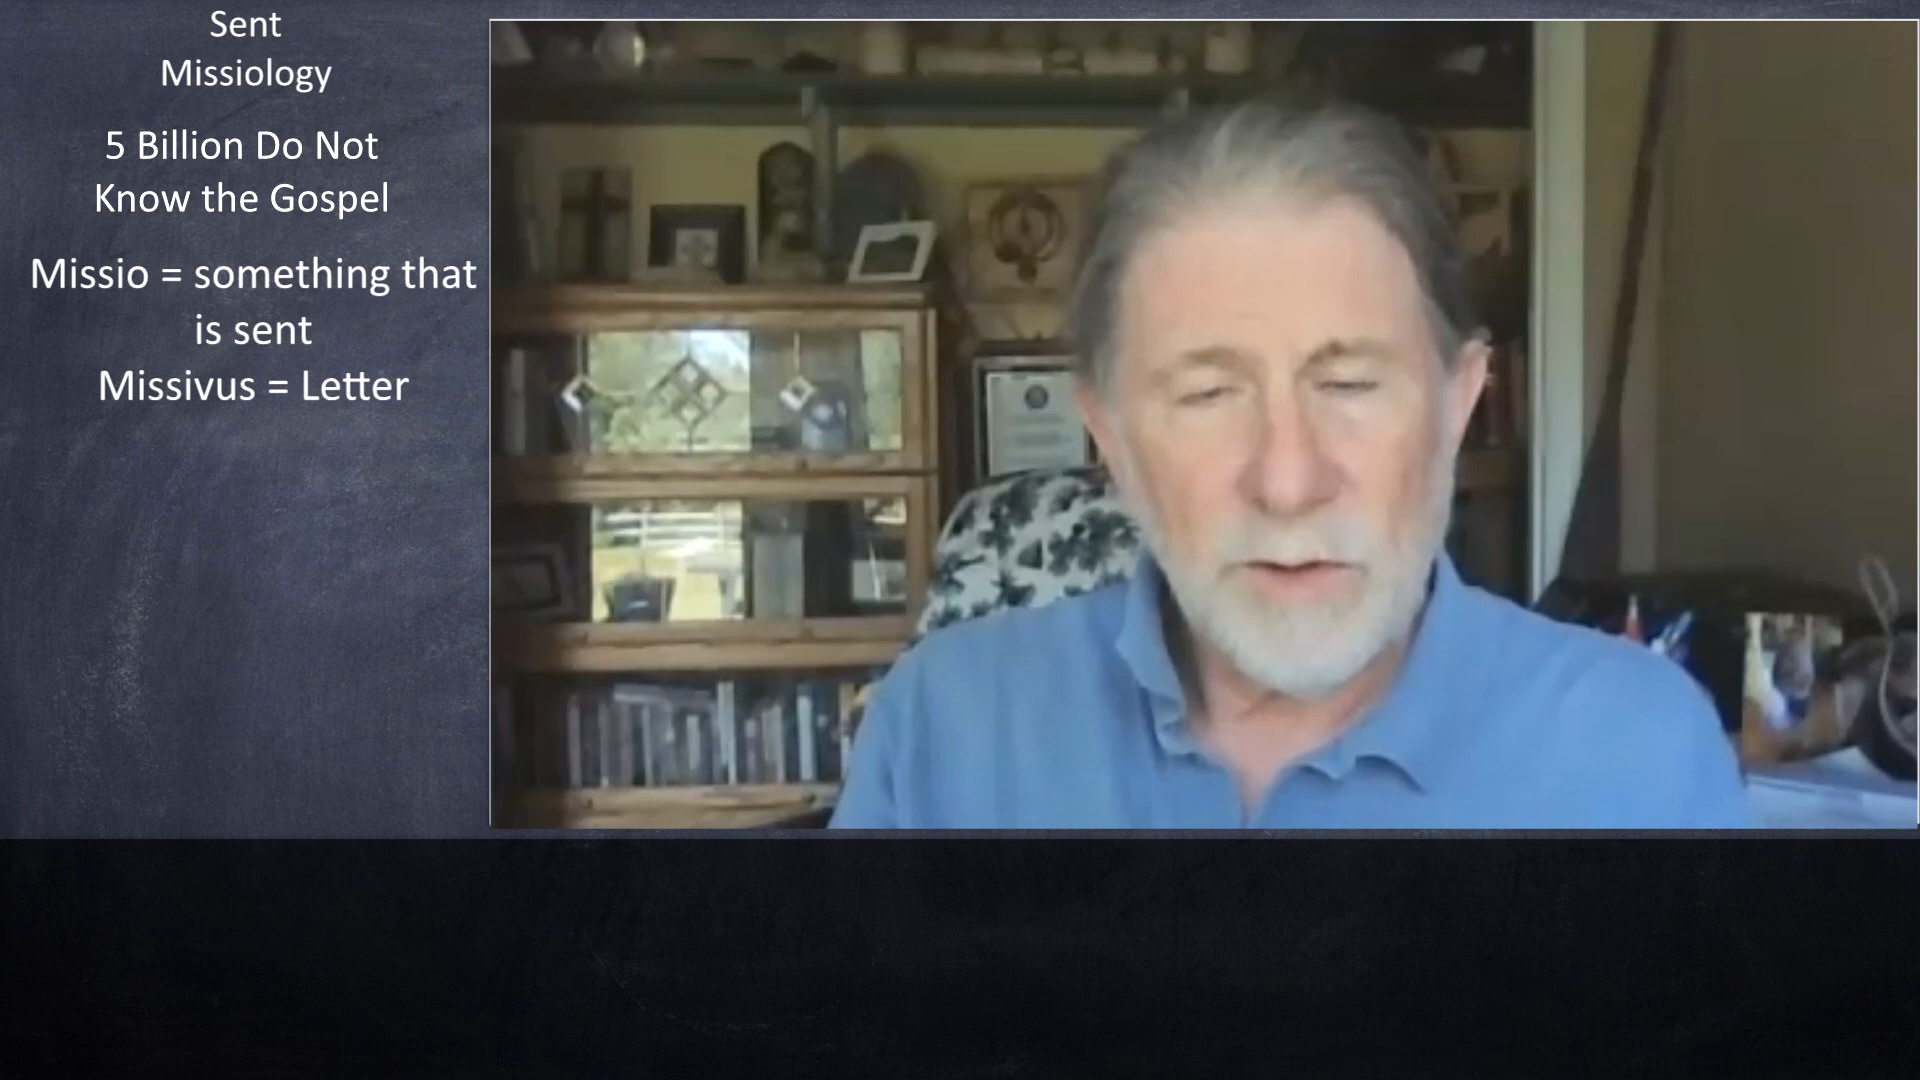 Sent
Missiology
5 Billion Do Not
Know the Gospel
Missio = something that
is sent
Missivus = Letter